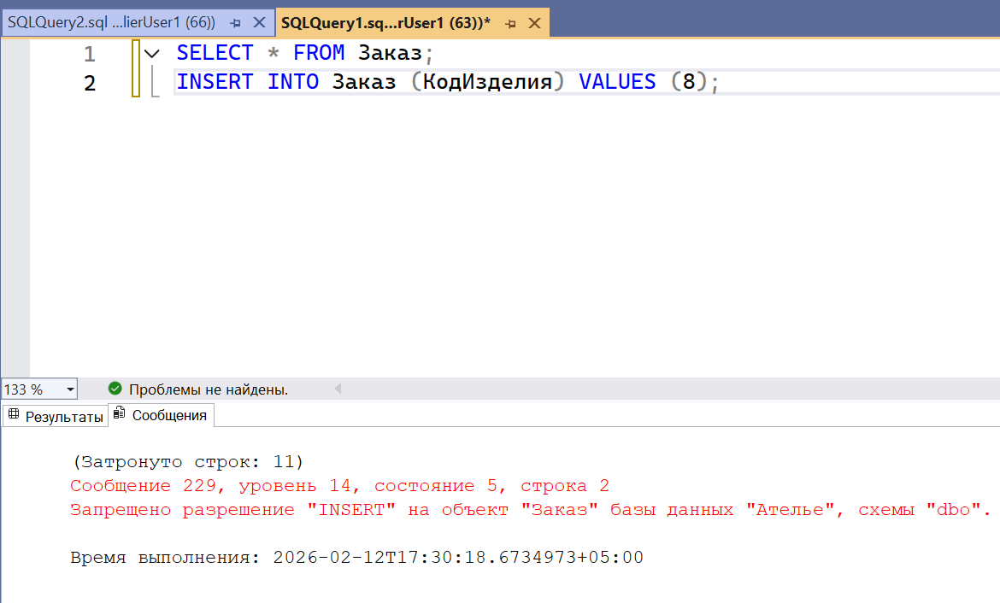 SQLQuery2.sql ...lierUser1 (66)) SQLQuery1.sq...rUser1 (63))*
1 SELECT * FROM Заказ;
2 INSERT INTO Заказ (КодИзделия) VALUES (8);
133 % Проблемы не найдены.
Результаты Сообщения
(Затронуто строк: 11)
Сообщение 229, уровень 14, состояние 5, строка 2
Запрещено разрешение "INSERT" на объект "Заказ" базы данных "Ателье", схемы "dbo".
Время выполнения: 2026-02-12T17:30:18.6734973+05:00